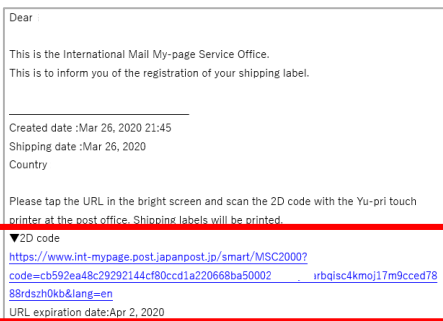 Dear
This is the International Mail My-page Service Office.
This is to inform you of the registration of your shipping label.
Created date :Mar 26, 2020 21:45
Shipping date :Mar 26, 2020
Country
Please tap the URL in the bright screen and scan the 2D code with the Yu-pri touch
printer at the post office. Shipping labels will be printed.
▼2D code
https://www.int-mypage.post.japanpost.jp/smart/MSC2000?
code=cb592ea48c29292144cf80ccd1a220668ba50002 arbqisc4kmoj17m9cced78
88rdszh0kb&lang=en
URL expiration date:Apr 2, 2020